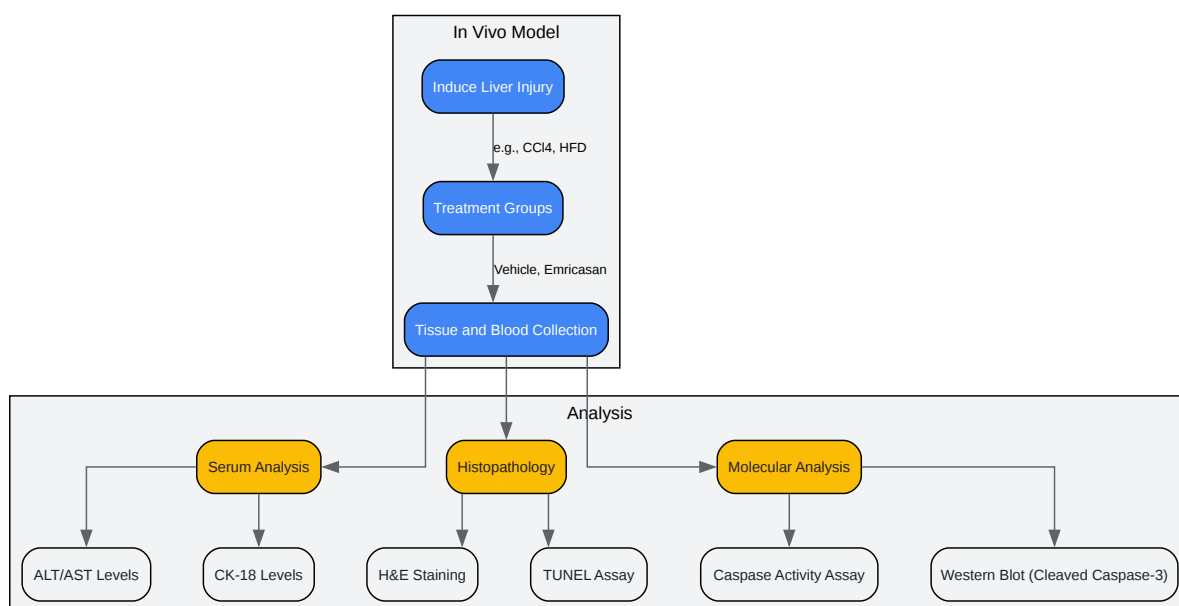 In Vivo Model
Induce Liver Injury
e.g., CCl4, HFD
Treatment Groups
Vehicle, Emricasan
Tissue and Blood Collection
Analysis
Serum Analysis
Histopathology
Molecular Analysis
ALT/AST Levels
CK-18 Levels
H&E Staining
TUNEL Assay
Caspase Activity Assay
Western Blot (Cleaved Caspase-3)